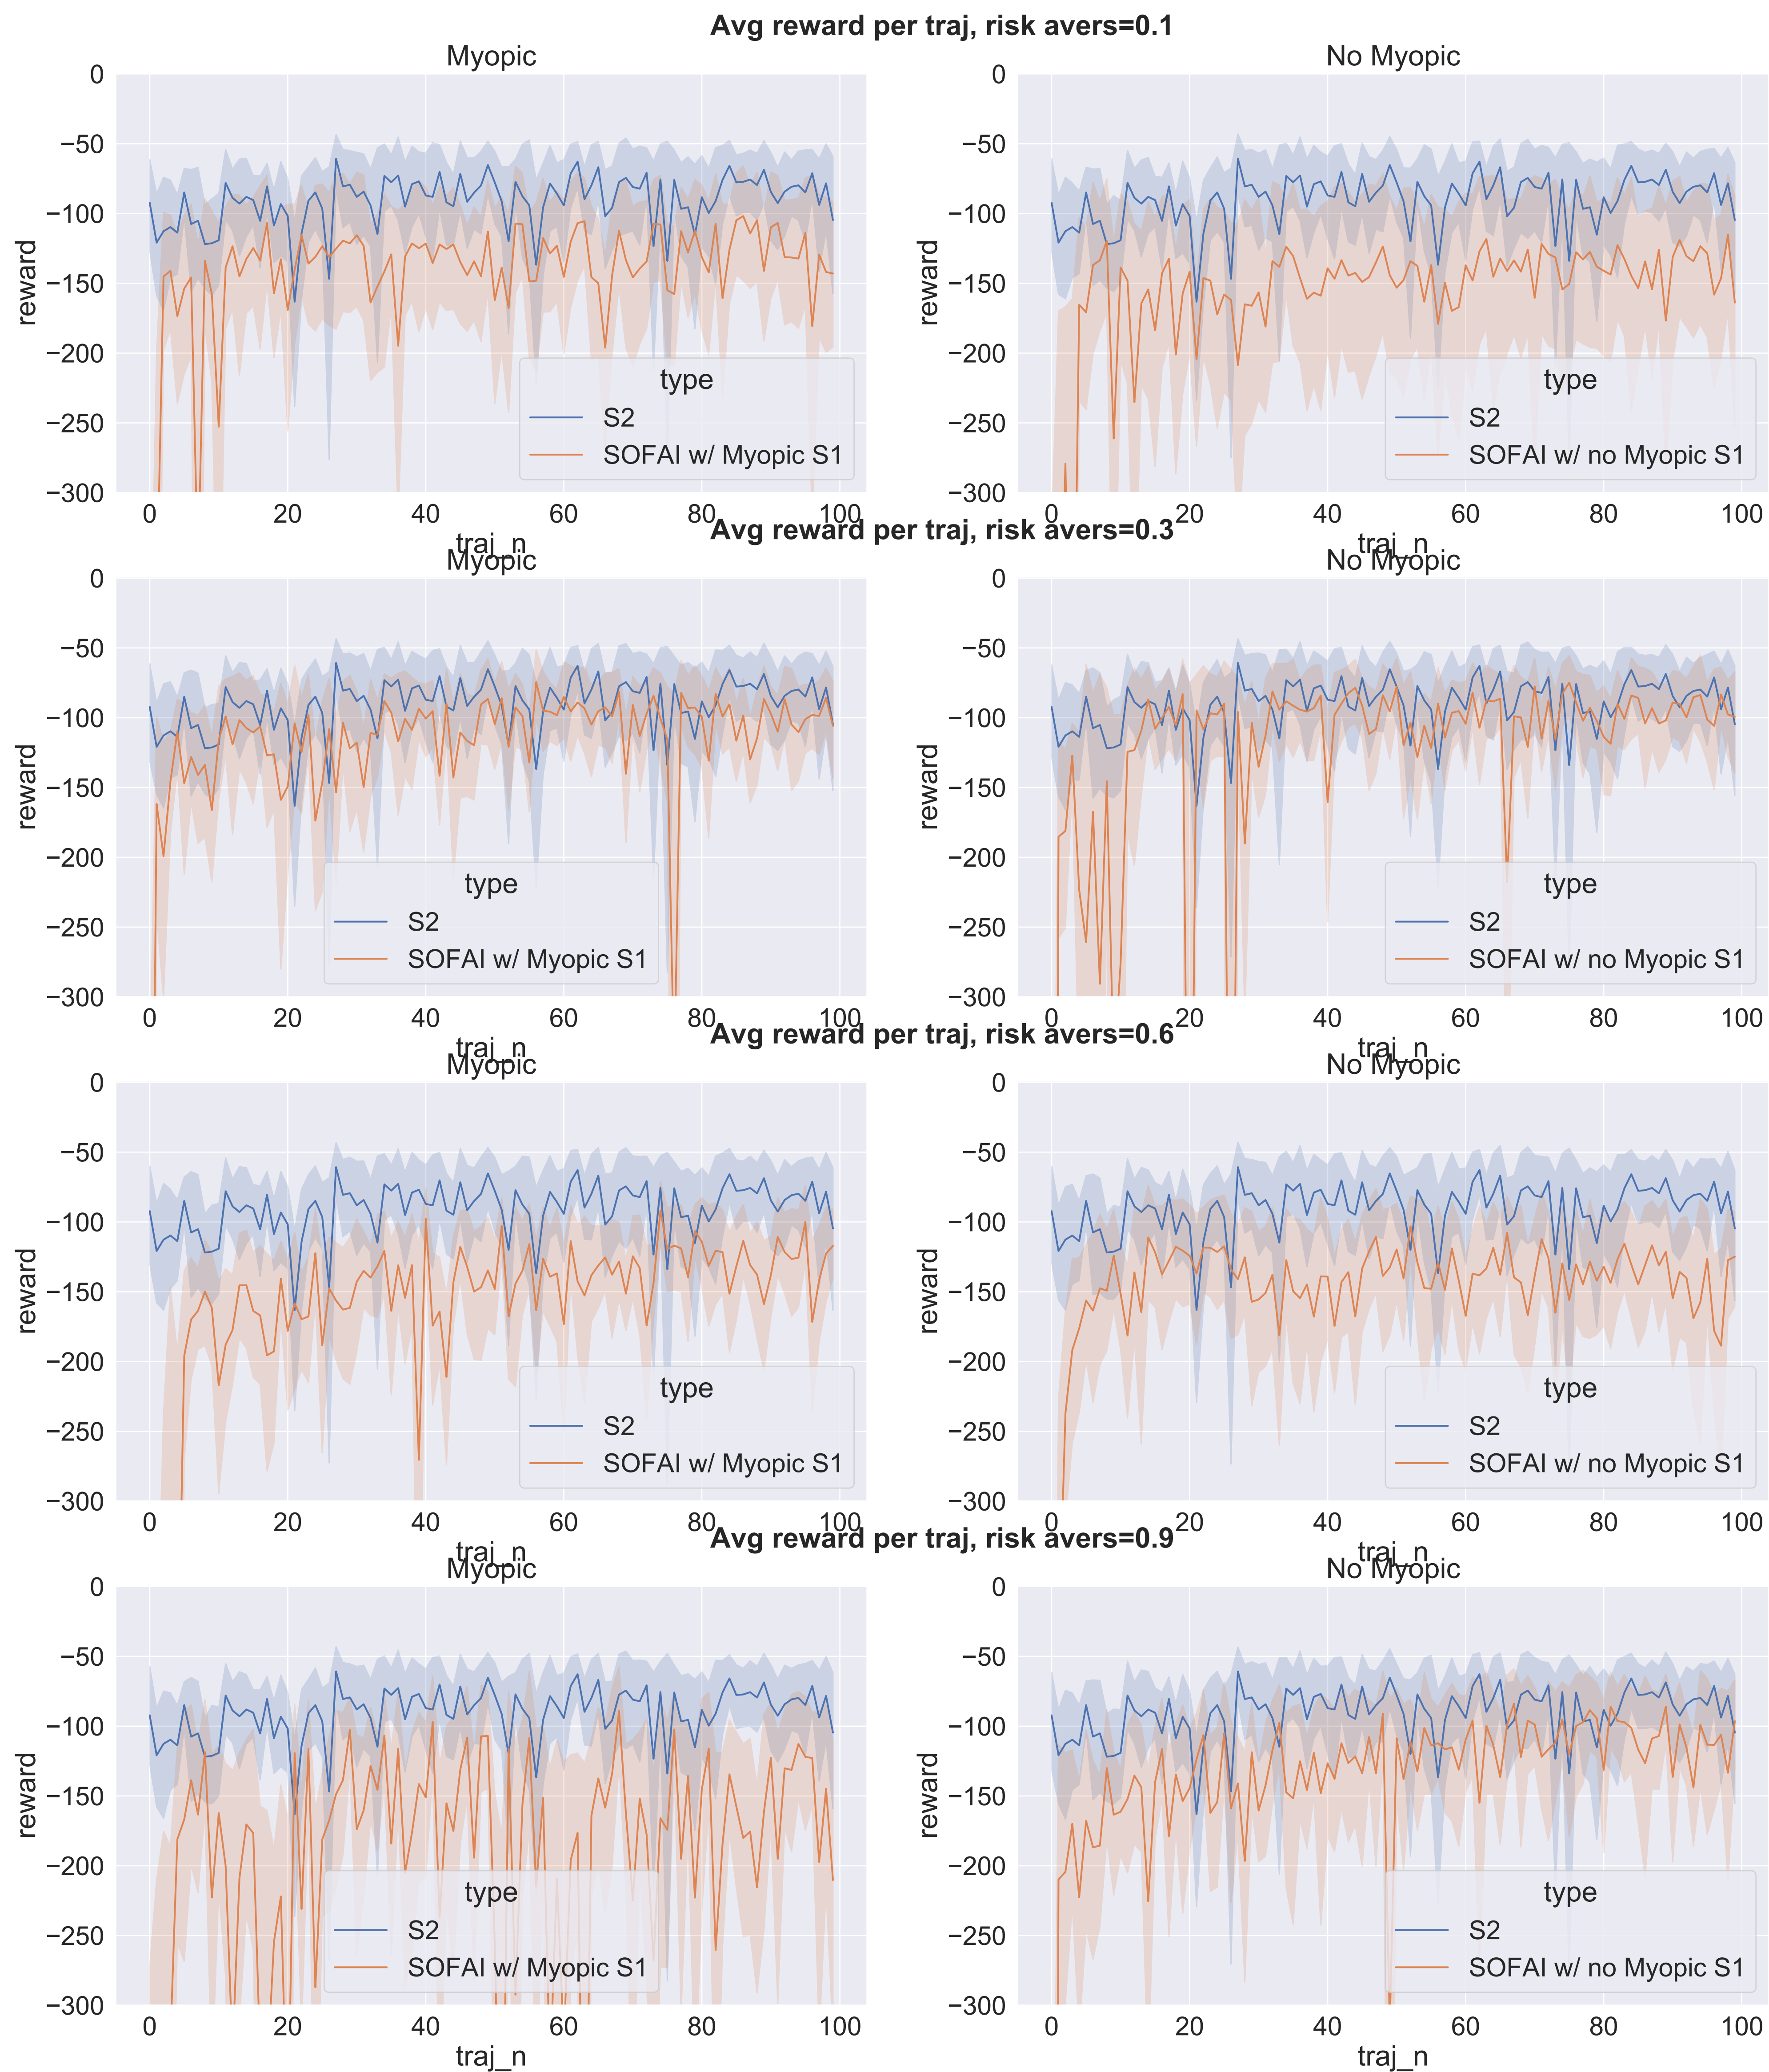 Avg reward per traj, risk avers=0.1
Myopic No Myopic
0 0
−50 −50
−100 −100
−150 −150
−200 −200
−250 −250
−300 −300
reward reward
type type
S2 S2
SOFAI w/ Myopic S1 SOFAI w/ no Myopic S1
0 20 40 60 80 100 0 20 40 60 80 100
traj_n traj_n
Avg reward per traj, risk avers=0.3
Myopic No Myopic
0 0
−50 −50
−100 −100
−150 −150
−200 −200
−250 −250
−300 −300
reward reward
type type
S2 S2
SOFAI w/ Myopic S1 SOFAI w/ no Myopic S1
0 20 40 60 80 100 0 20 40 60 80 100
traj_n traj_n
Avg reward per traj, risk avers=0.6
Myopic No Myopic
0 0
−50 −50
−100 −100
−150 −150
−200 −200
−250 −250
−300 −300
reward reward
type type
S2 S2
SOFAI w/ Myopic S1 SOFAI w/ no Myopic S1
0 20 40 60 80 100 0 20 40 60 80 100
traj_n traj_n
Avg reward per traj, risk avers=0.9
Myopic No Myopic
0 0
−50 −50
−100 −100
−150 −150
−200 −200
−250 −250
−300 −300
reward reward
type type
S2 S2
SOFAI w/ Myopic S1 SOFAI w/ no Myopic S1
0 20 40 60 80 100 0 20 40 60 80 100
traj_n traj_n